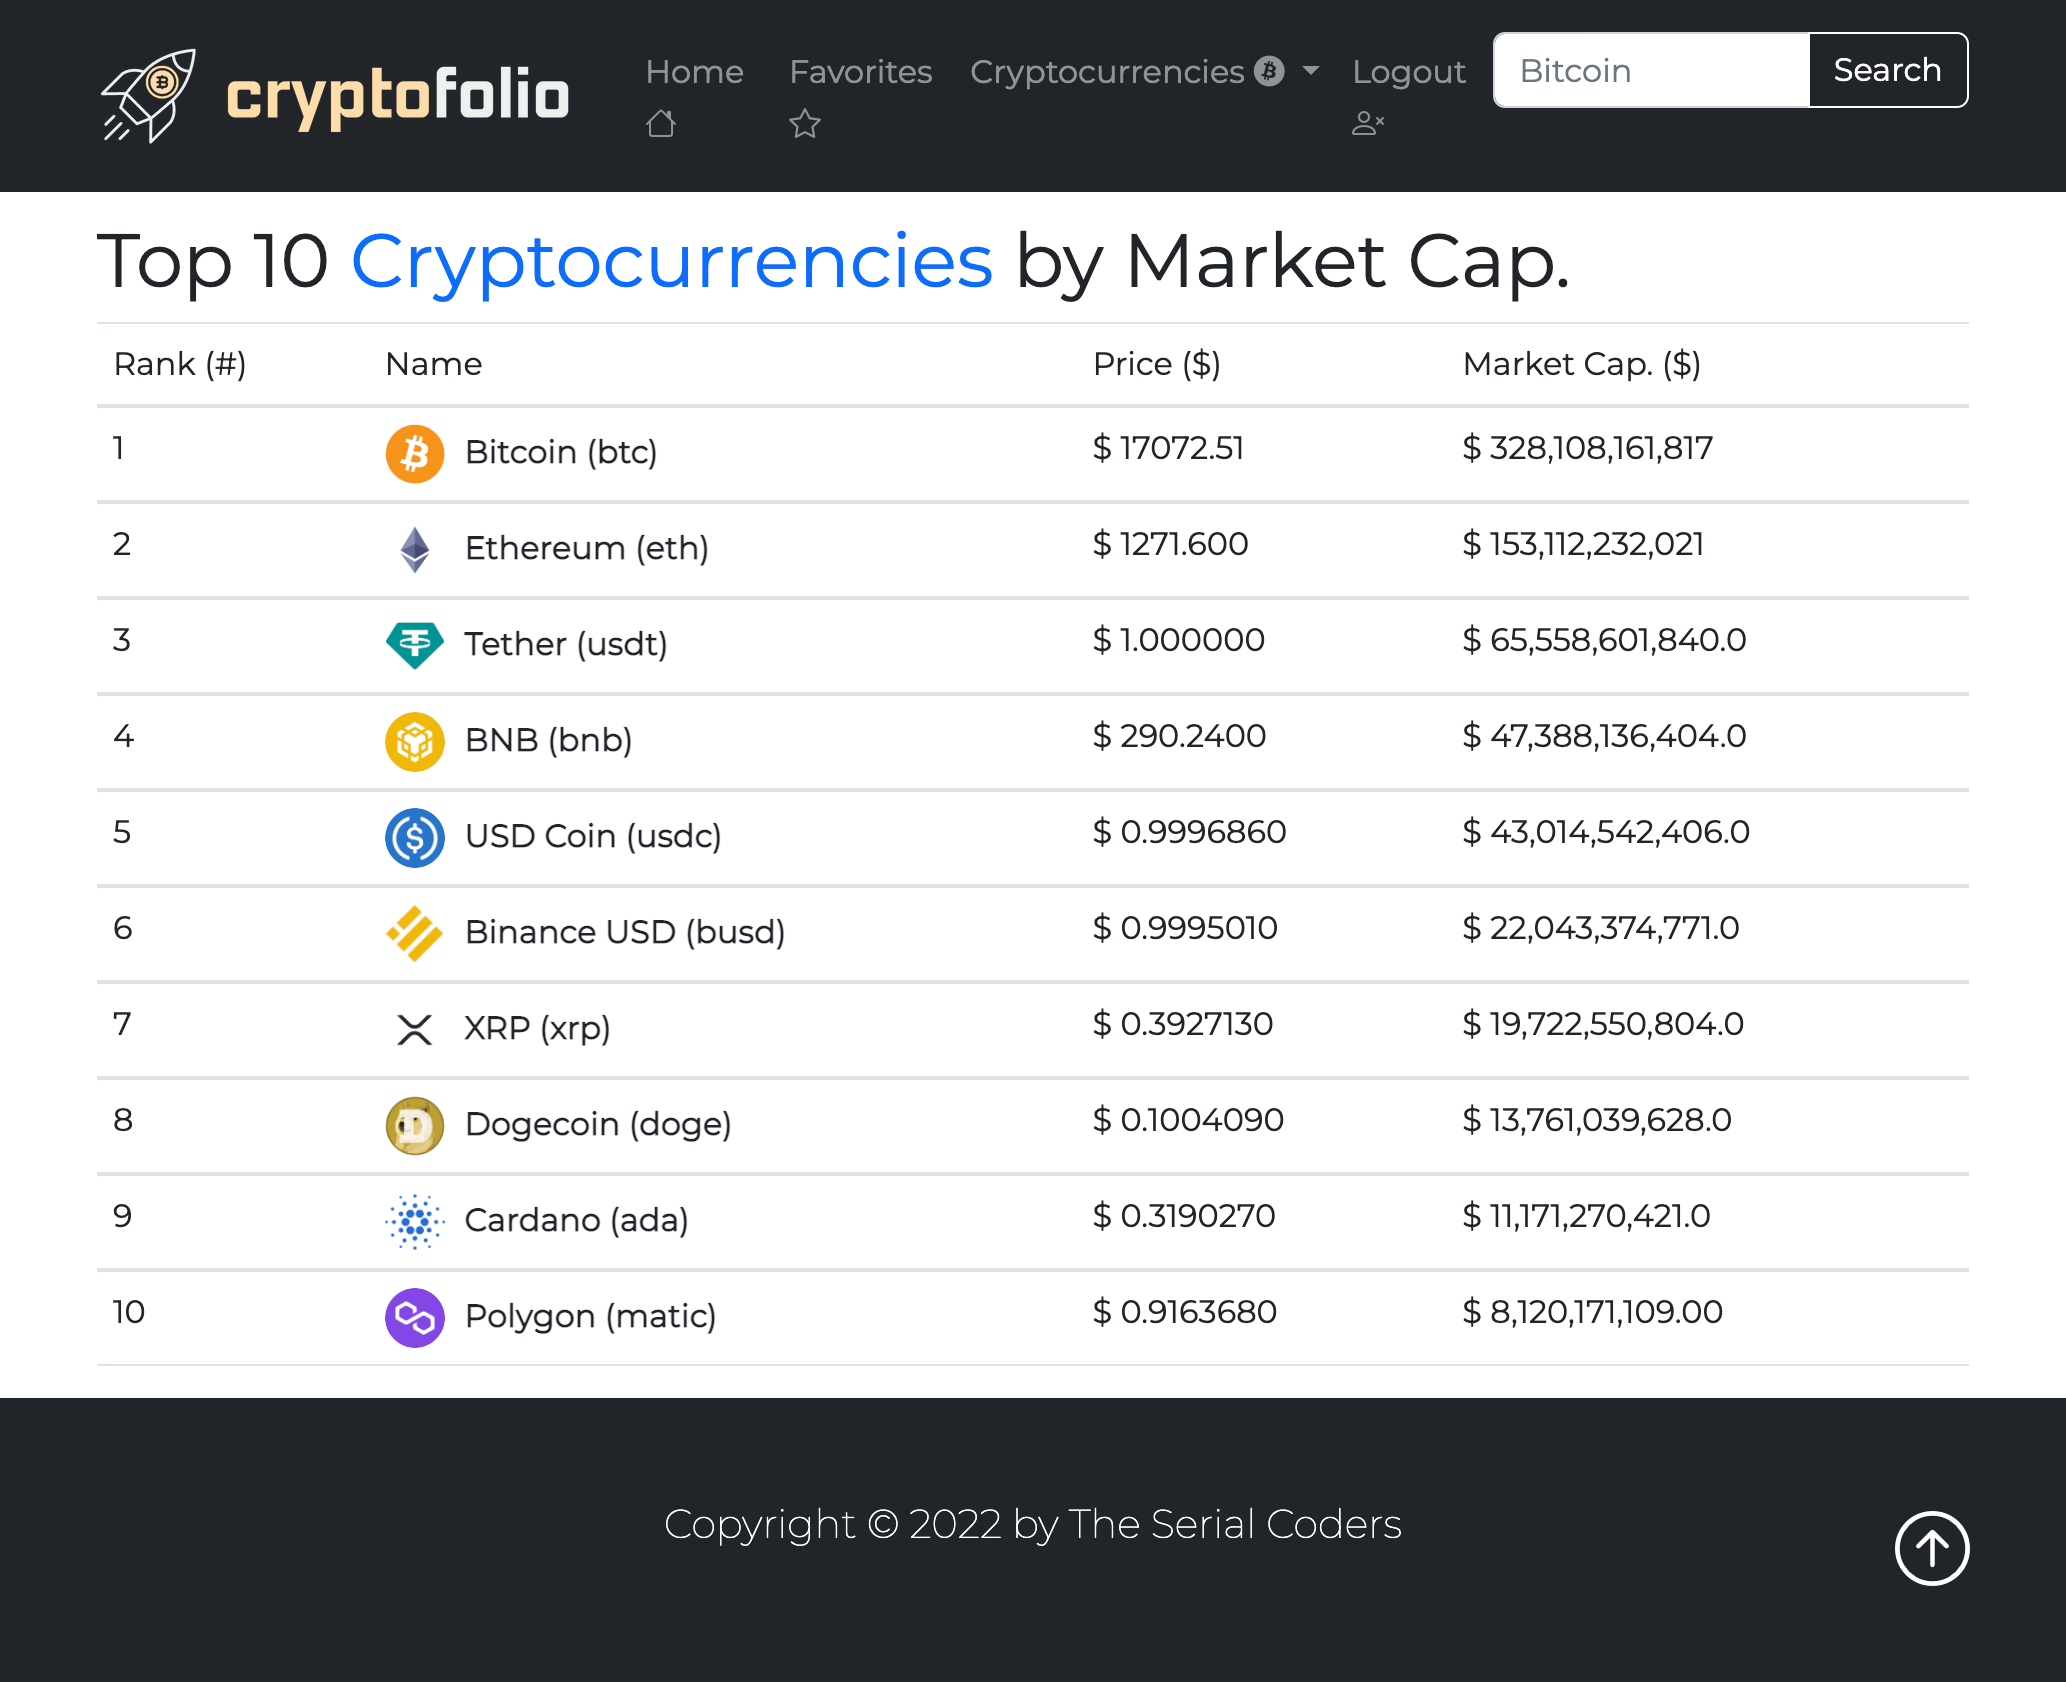 cryptofolio
Home Favorites Cryptocurrencies Logout Bitcoin Search
Top 10 Cryptocurrencies by Market Cap.
Rank (#) Name Price ($) Market Cap. ($)
1 Bitcoin (btc) $ 17072.51 $ 328,108,161,817
2 Ethereum (eth) $ 1271.600 $ 153,112,232,021
3 Tether (usdt) $ 1.000000 $ 65,558,601,840.0
4 BNB (bnb) $ 290.2400 $ 47,388,136,404.0
5 USD Coin (usdc) $ 0.9996860 $ 43,014,542,406.0
6 Binance USD (busd) $ 0.9995010 $ 22,043,374,771.0
7 XRP (xrp) $ 0.3927130 $ 19,722,550,804.0
8 Dogecoin (doge) $ 0.1004090 $ 13,761,039,628.0
9 Cardano (ada) $ 0.3190270 $ 11,171,270,421.0
10 Polygon (matic) $ 0.9163680 $ 8,120,171,109.00
Copyright © 2022 by The Serial Coders